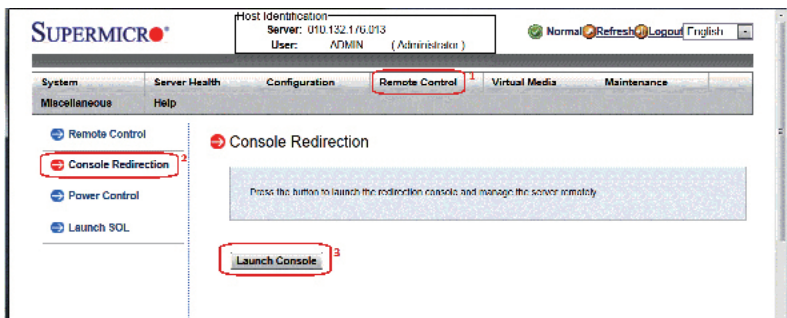 SUPERMICRO
Host Identification
Server: 010.132.176.013
User: ADMIN (Administrator)
Normal Refresh Logout English
System Server Health Configuration Remote Control 1 Virtual Media Maintenance
Miscellaneous Help
Remote Control
Console Redirection 2
Power Control
Launch SOL
Console Redirection
Press the button to launch the redirection console and manage the server remotely
Launch Console 3